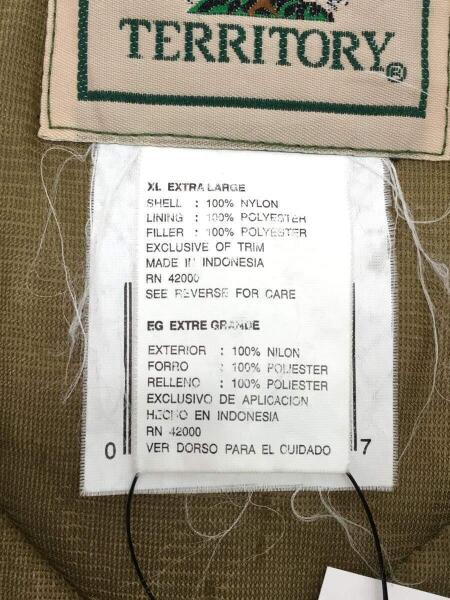 TERRITORY®
XL EXTRA LARGE
SHELL : 100% NYLON
LINING : 100% POLYESTER
FILLER : 100% POLYESTER
EXCLUSIVE OF TRIM
MADE IN INDONESIA
RN 42000
SEE REVERSE FOR CARE
EG EXTRE GRANDE
EXTERIOR : 100% NILON
FORRO : 100% POLIESTER
RELLENO : 100% POLIESTER
EXCLUSIVO DE APLICACION
HECHO EN INDONESIA
RN 42000
VER DORSO PARA EL CUIDADO
0 7